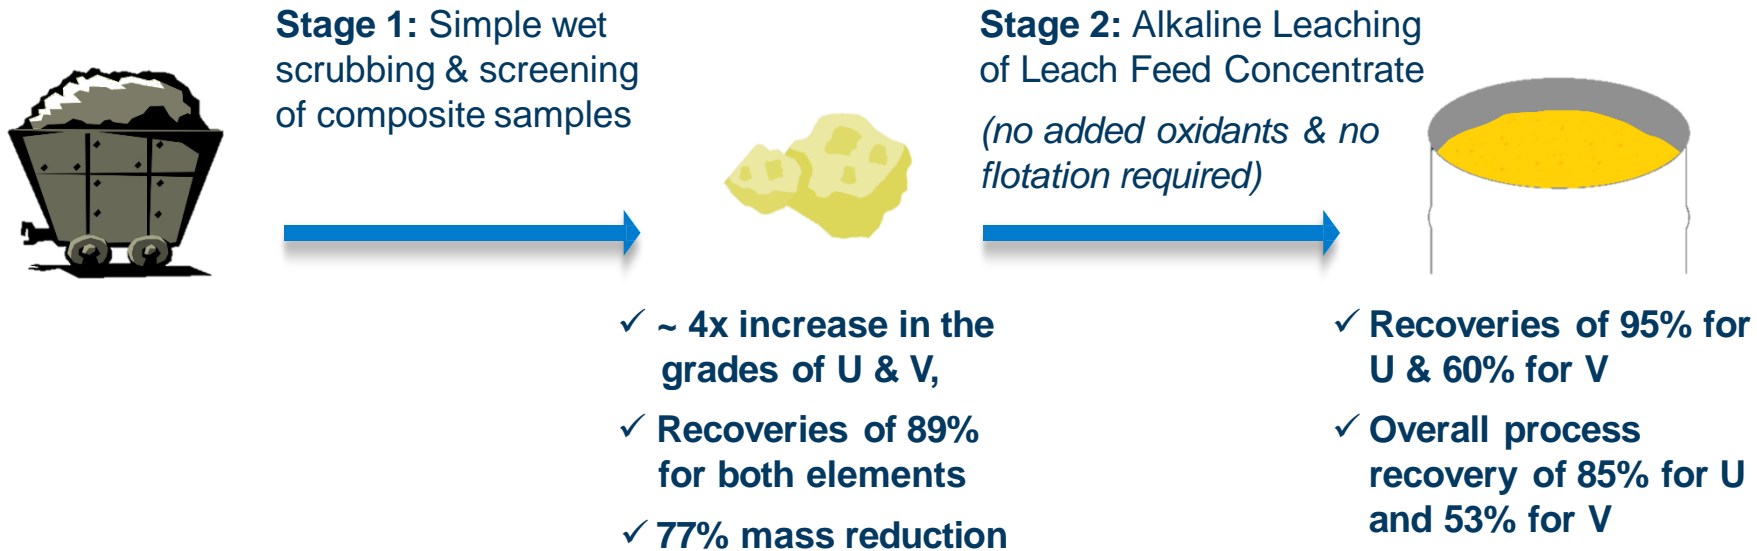 Stage 1: Simple wet
scrubbing & screening
of composite samples
Stage 2: Alkaline Leaching
of Leach Feed Concentrate
(no added oxidants & no
flotation required)
✓ ~ 4x increase in the
grades of U & V,
✓ Recoveries of 89%
for both elements
✓ 77% mass reduction
✓ Recoveries of 95% for
U & 60% for V
✓ Overall process
recovery of 85% for U
and 53% for V